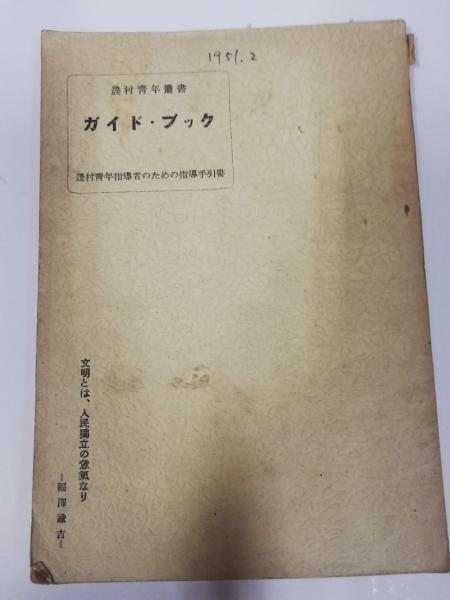 1951.2
農村青年叢書
ガイド・ブック
農村青年指導者のための指導手引書
文明とは、人民獨立の意氣なり
―福澤諭吉―